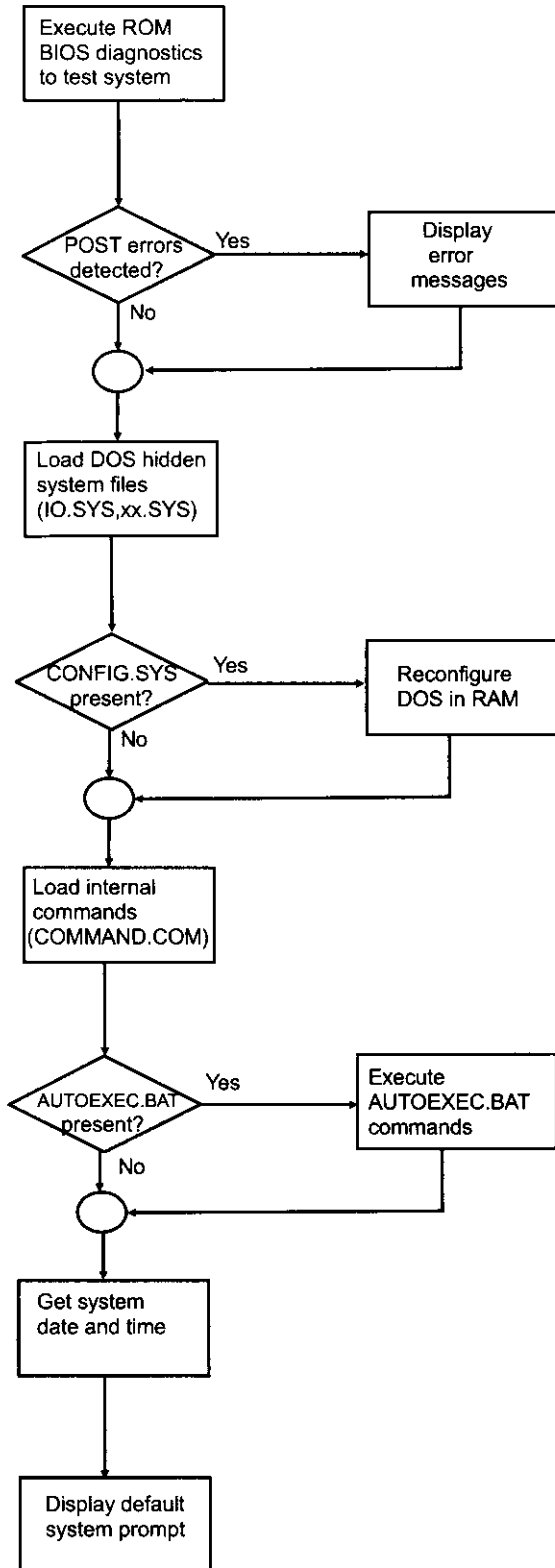 Execute ROM
BIOS diagnostics
to test system
POST errors
detected?
Yes
Display
error
messages
No
Load DOS hidden
system files
(IO.SYS,xx.SYS)
CONFIG.SYS
present?
Yes
Reconfigure
DOS in RAM
No
Load internal
commands
(COMMAND.COM)
AUTOEXEC.BAT
present?
Yes
Execute
AUTOEXEC.BAT
commands
No
Get system
date and time
Display default
system prompt